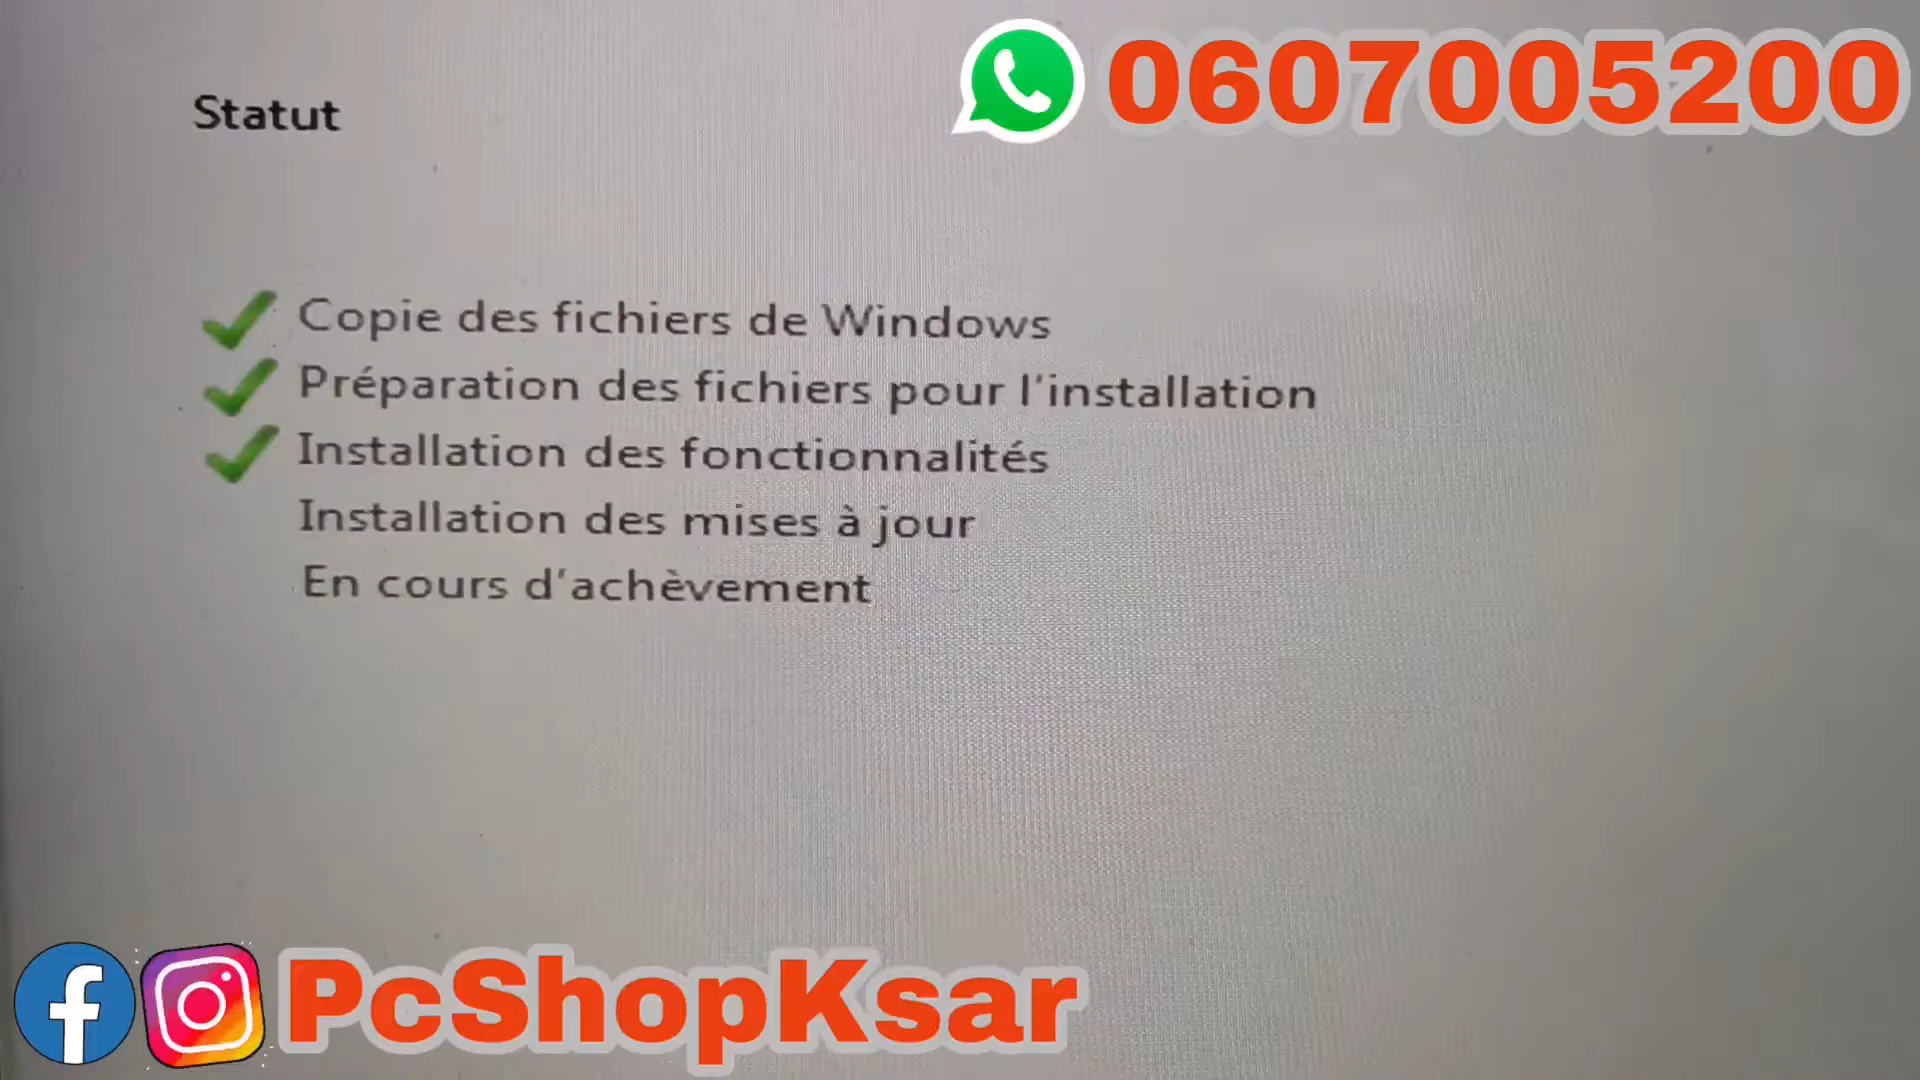 0607005200
Statut
Copie des fichiers de Windows
Préparation des fichiers pour l'installation
Installation des fonctionnalités
Installation des mises à jour
En cours d'achèvement
PcShopKsar